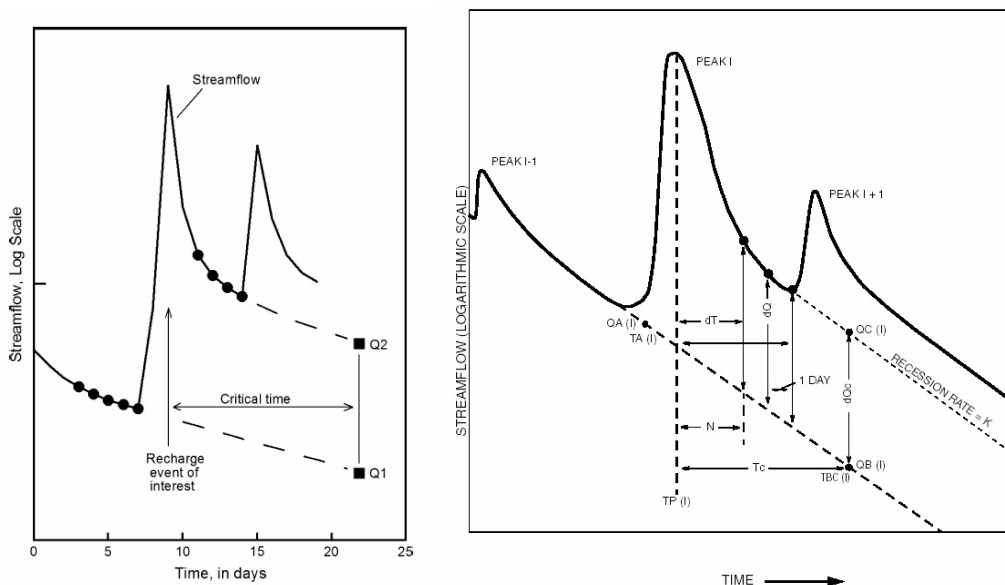 Streamflow, Log Scale
Streamflow
Q2
Critical time
Recharge
event of
interest
Q1
0
5
10
15
20
25
Time, in days
STREAMFLOW (LOGARITHMIC SCALE)
PEAK I
PEAK I-1
PEAK I + 1
QA (I)
TA (I)
dT
dQ
QC (I)
1 DAY
dQc
RECESSION RATE = K
N
Tc
QB (I)
TBC (I)
TP (I)
TIME